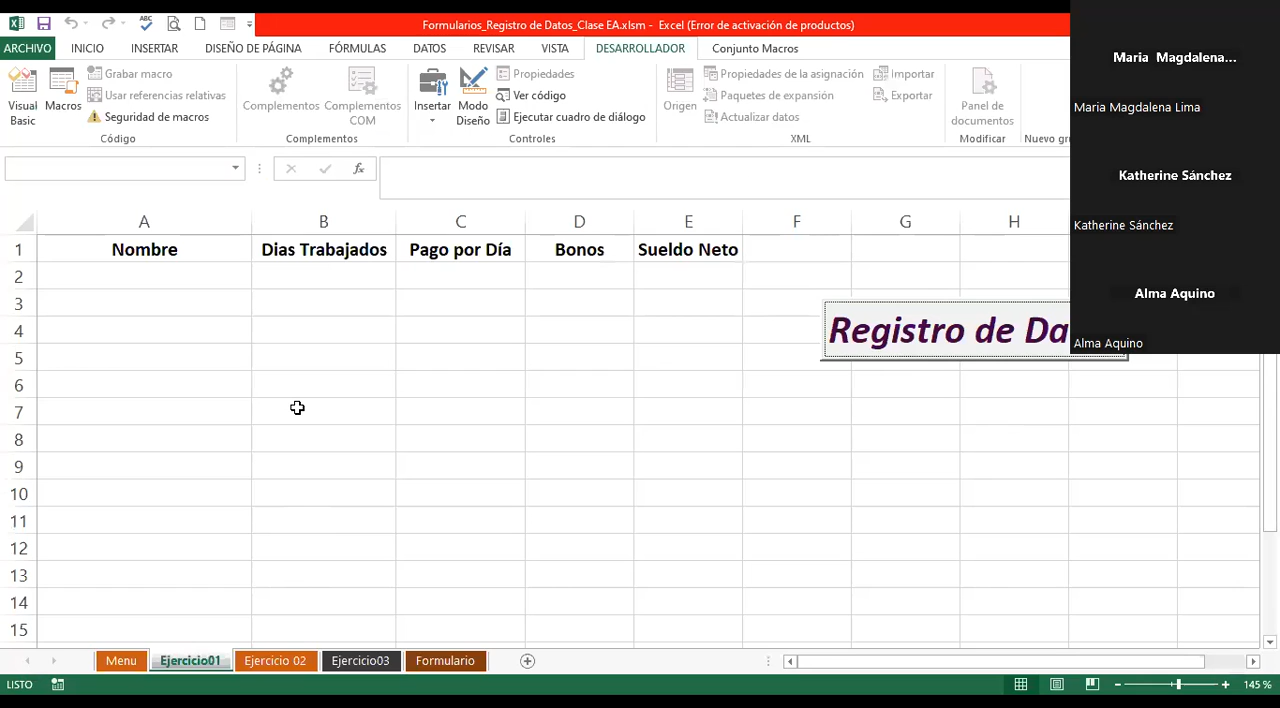 Formularios_Registro de Datos_Clase EA.xlsm - Excel (Error de activación de productos)
ARCHIVO INICIO INSERTAR DISEÑO DE PÁGINA FÓRMULAS DATOS REVISAR VISTA DESARROLLADOR Conjunto Macros
Visual Basic
Macros
Grabar macro
Usar referencias relativas
Seguridad de macros
Código
Complementos
Complementos COM
Complementos
Insertar
Modo Diseño
Propiedades
Ver código
Ejecutar cuadro de diálogo
Controles
Origen
Propiedades de la asignación
Paquetes de expansión
Actualizar datos
Importar
Exportar
XML
Panel de documentos
Modificar
Nuevo gru
Maria Magdalena...
Maria Magdalena Lima
Katherine Sánchez
Katherine Sánchez
Alma Aquino
Alma Aquino
fx
A B C D E F G H
1 Nombre Dias Trabajados Pago por Día Bonos Sueldo Neto
2
3
4 Registro de Da
5
6
7
8
9
10
11
12
13
14
15
Menu Ejercicio01 Ejercicio 02 Ejercicio03 Formulario
LISTO 145 %